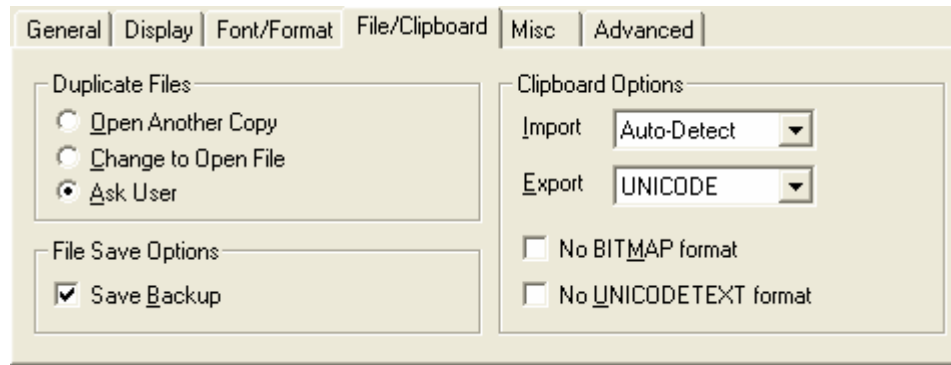 General Display Font/Format File/Clipboard Misc Advanced
Duplicate Files
Open Another Copy
Change to Open File
Ask User
File Save Options
Save Backup
Clipboard Options
Import Auto-Detect
Export UNICODE
No BITMAP format
No UNICODETEXT format